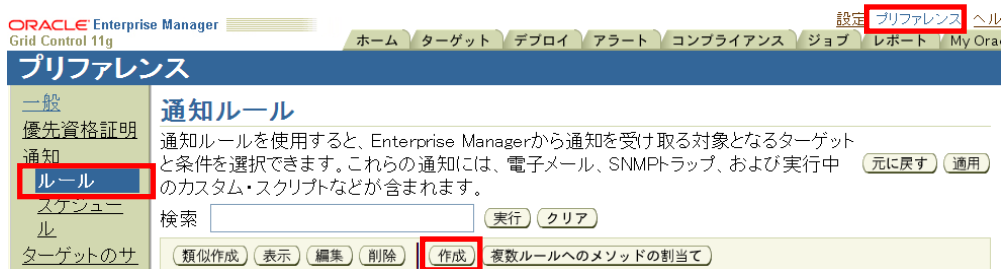 ORACLE Enterprise Manager
Grid Control 11g
設定 プリファレンス
ホーム ターゲット デプロイ アラート コンプライアンス ジョブ レポート My
プリファレンス
一般
優先資格証明
通知
ルール
スケジュー
ル
ターゲットのサ
通知ルール
通知ルールを使用すると、Enterprise Managerから通知を受け取る対象となるターゲット
と条件を選択できます。これらの通知には、電子メール、SNMPトラップ、および実行中
のカスタム・スクリプトなどが含まれます。
元に戻す 適用
検索 実行 クリア
類似作成 表示 編集 削除 作成 複数ルールへのメソッドの割当て